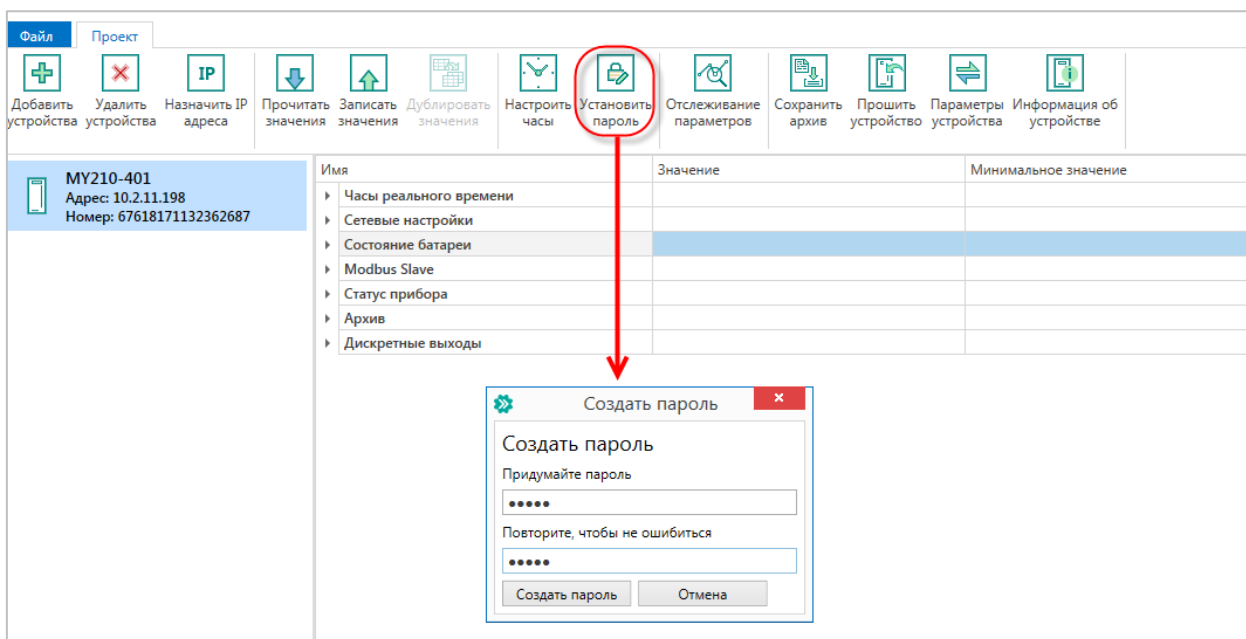 Файл Проект
IP
Добавить устройства
Удалить устройства
Назначить IP адреса
Прочитать значения
Записать значения
Дублировать значения
Настроить часы
Установить пароль
Отслеживание параметров
Сохранить архив
Прошить устройство
Параметры устройства
Информация об устройстве
МУ210-401
Адрес: 10.2.11.198
Номер: 67618171132362687
Имя Значение Минимальное значение
Часы реального времени
Сетевые настройки
Состояние батареи
Modbus Slave
Статус прибора
Архив
Дискретные выходы
Создать пароль
Создать пароль
Придумайте пароль
•••••
Повторите, чтобы не ошибиться
•••••
Создать пароль Отмена